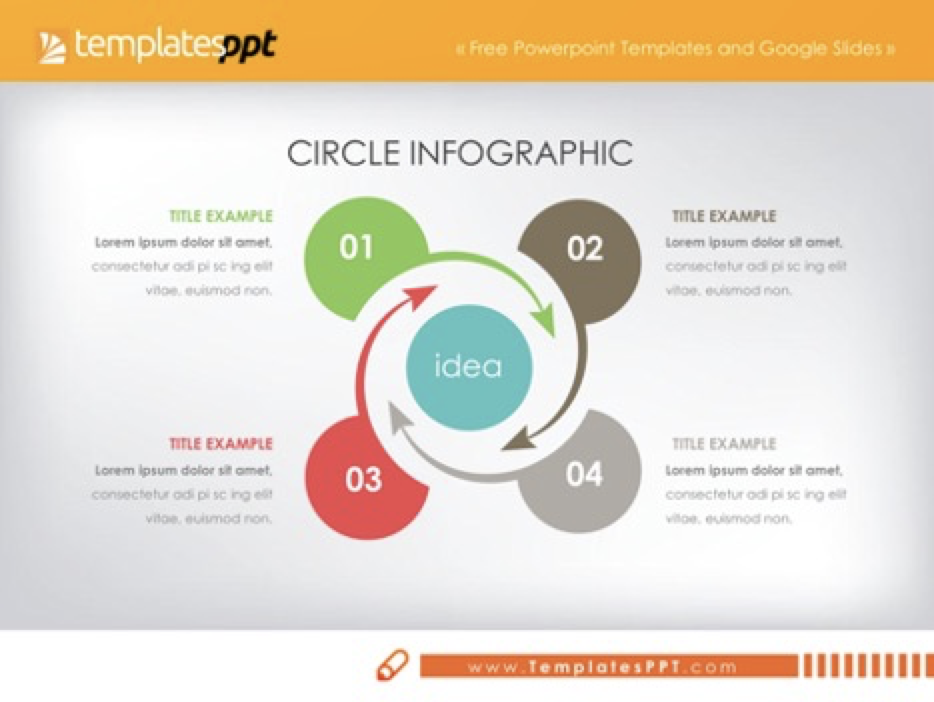 templatesppt
« Free Powerpoint Templates and Google Slides »
CIRCLE INFOGRAPHIC
TITLE EXAMPLE
Lorem ipsum dolor sit amet,
consectetur adi pi sc ing elit
vitae, euismod non.
01
02
TITLE EXAMPLE
Lorem ipsum dolor sit amet,
consectetur adi pi sc ing elit
vitae, euismod non.
idea
TITLE EXAMPLE
Lorem ipsum dolor sit amet,
consectetur adi pi sc ing elit
vitae, euismod non.
03
04
TITLE EXAMPLE
Lorem ipsum dolor sit amet,
consectetur adi pi sc ing elit
vitae, euismod non.
www.TemplatesPPT.com